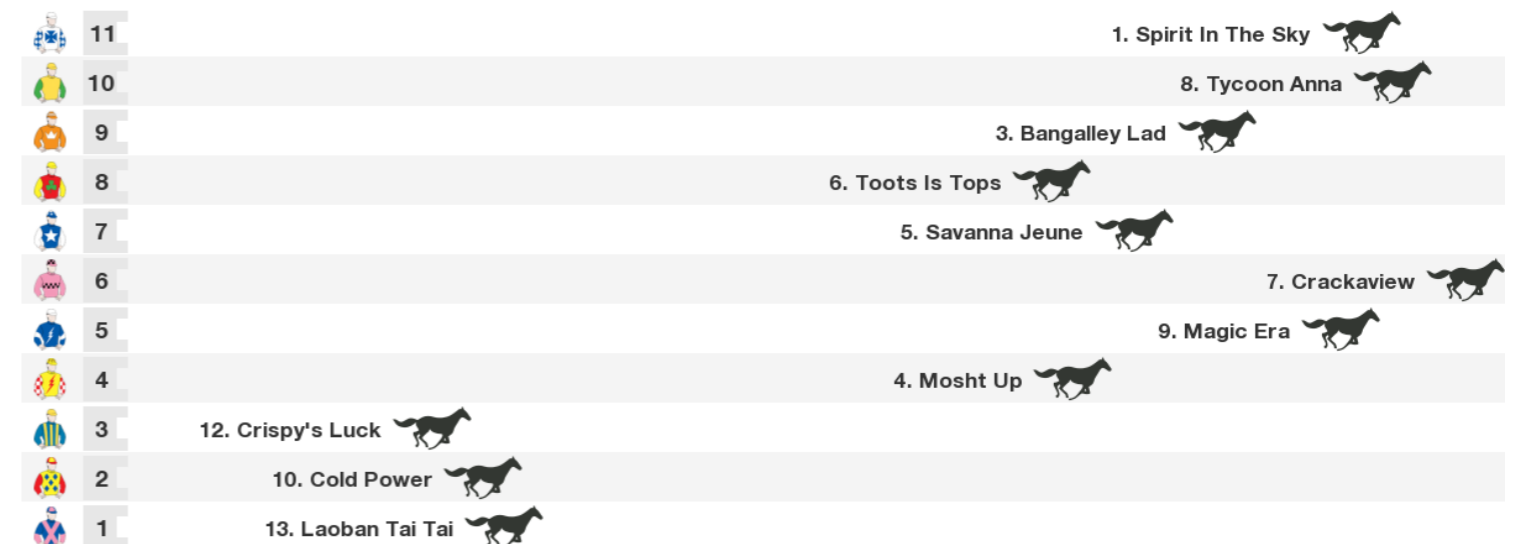 11 1. Spirit In The Sky
10 8. Tycoon Anna
9 3. Bangalley Lad
8 6. Toots Is Tops
7 5. Savanna Jeune
6 7. Crackaview
5 9. Magic Era
4 4. Mosht Up
3 12. Crispy's Luck
2 10. Cold Power
1 13. Laoban Tai Tai